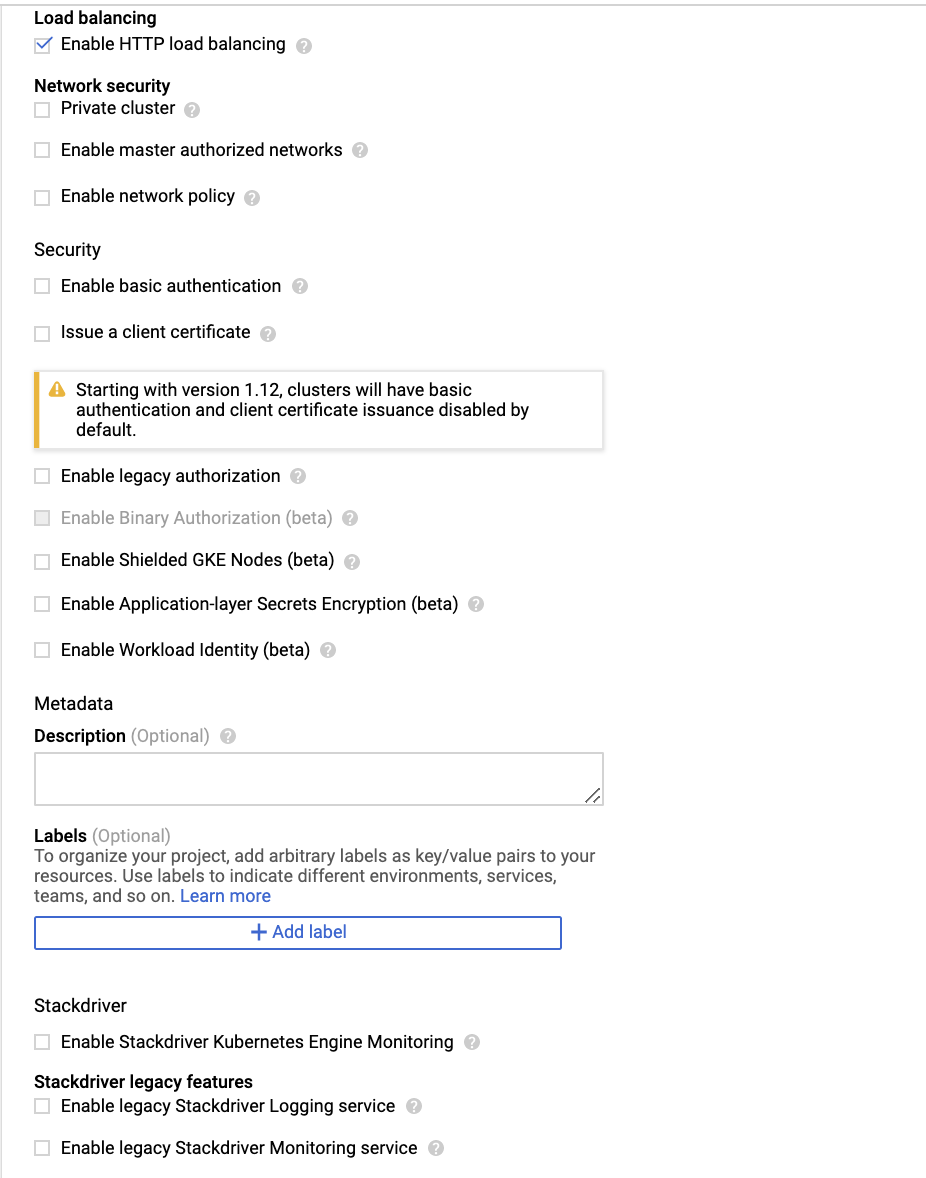 Load balancing
Enable HTTP load balancing ?
Network security
Private cluster ?
Enable master authorized networks ?
Enable network policy ?
Security
Enable basic authentication ?
Issue a client certificate ?
Starting with version 1.12, clusters will have basic
authentication and client certificate issuance disabled by
default.
Enable legacy authorization ?
Enable Binary Authorization (beta) ?
Enable Shielded GKE Nodes (beta) ?
Enable Application-layer Secrets Encryption (beta) ?
Enable Workload Identity (beta) ?
Metadata
Description (Optional) ?
Labels (Optional)
To organize your project, add arbitrary labels as key/value pairs to your
resources. Use labels to indicate different environments, services,
teams, and so on. Learn more
+ Add label
Stackdriver
Enable Stackdriver Kubernetes Engine Monitoring ?
Stackdriver legacy features
Enable legacy Stackdriver Logging service ?
Enable legacy Stackdriver Monitoring service ?